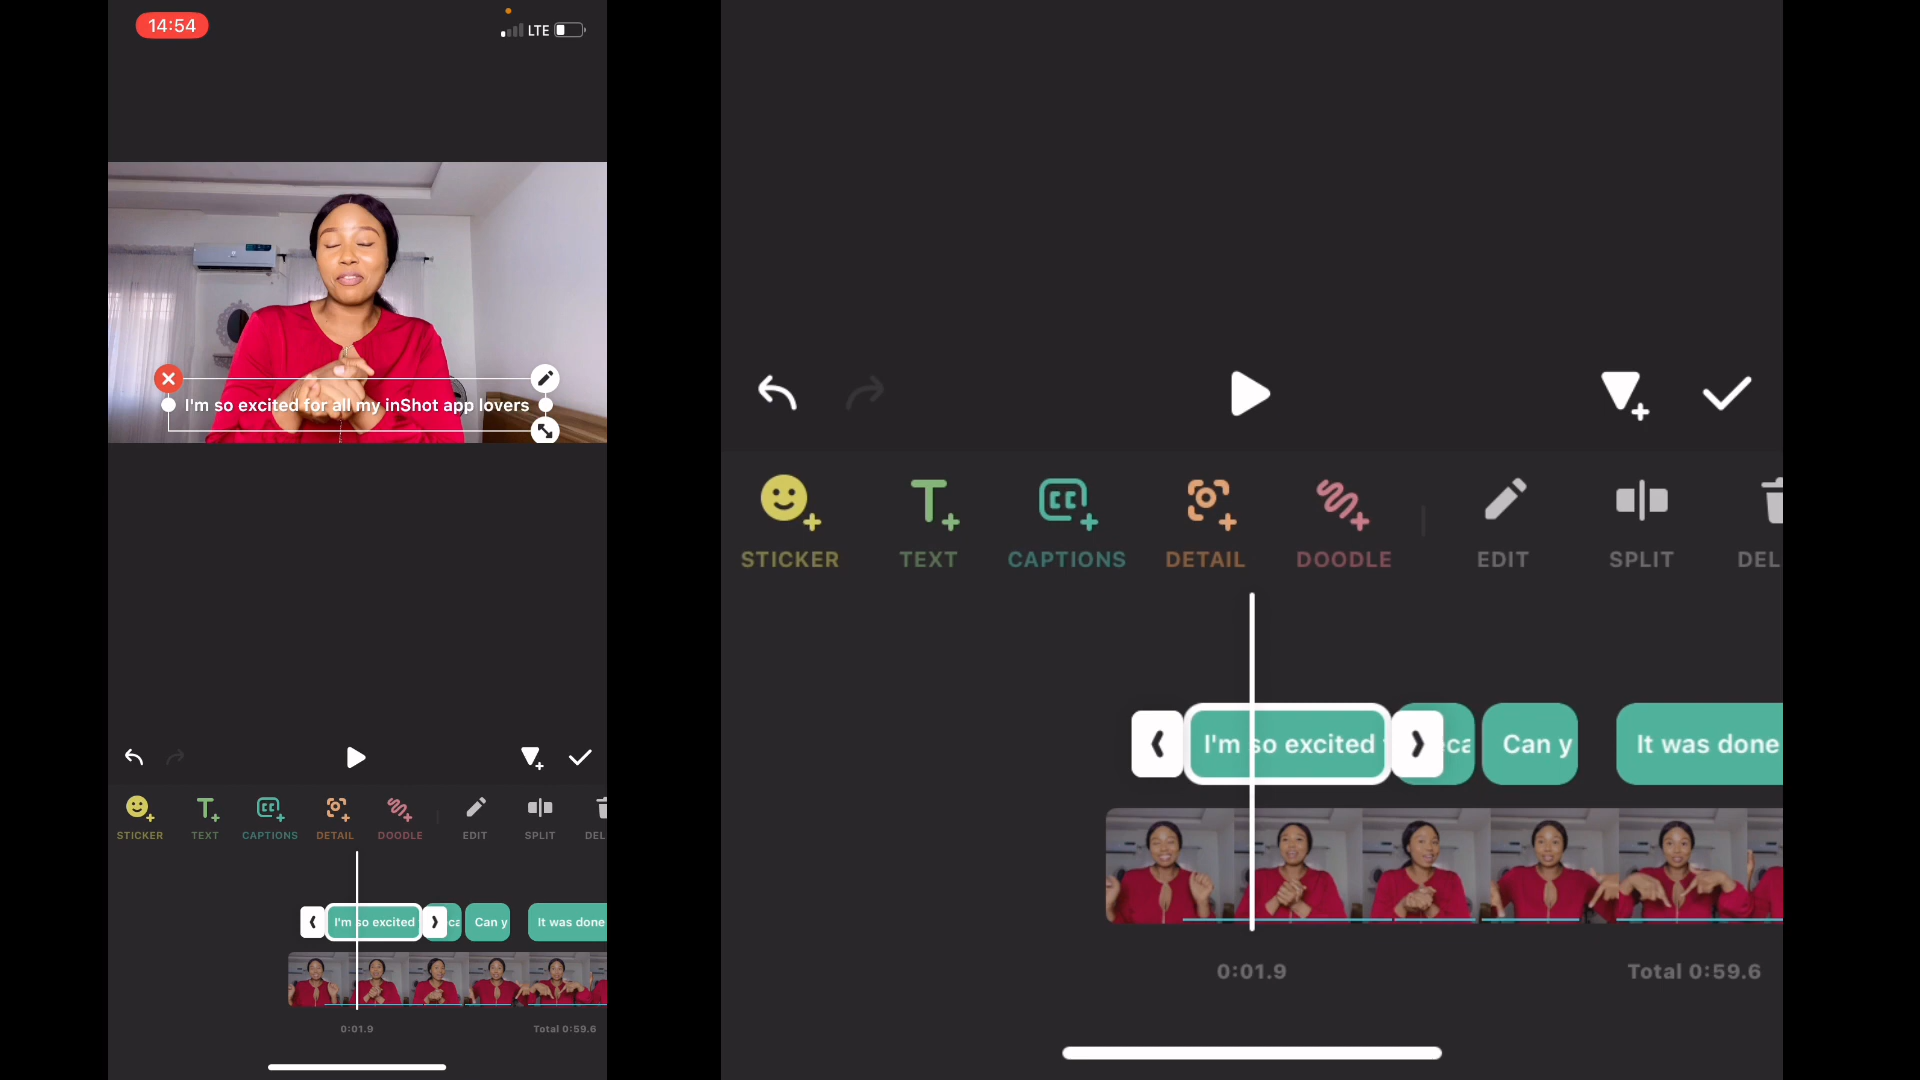 14:54
LTE
I'm so excited for all my inShot app lovers
STICKER TEXT CAPTIONS DETAIL DOODLE EDIT SPLIT DEL
I'm so excited ca Can y It was done
0:01.9 Total 0:59.6
STICKER TEXT CAPTIONS DETAIL DOODLE EDIT SPLIT DEL
I'm so excited eca Can y It was done
0:01.9 Total 0:59.6